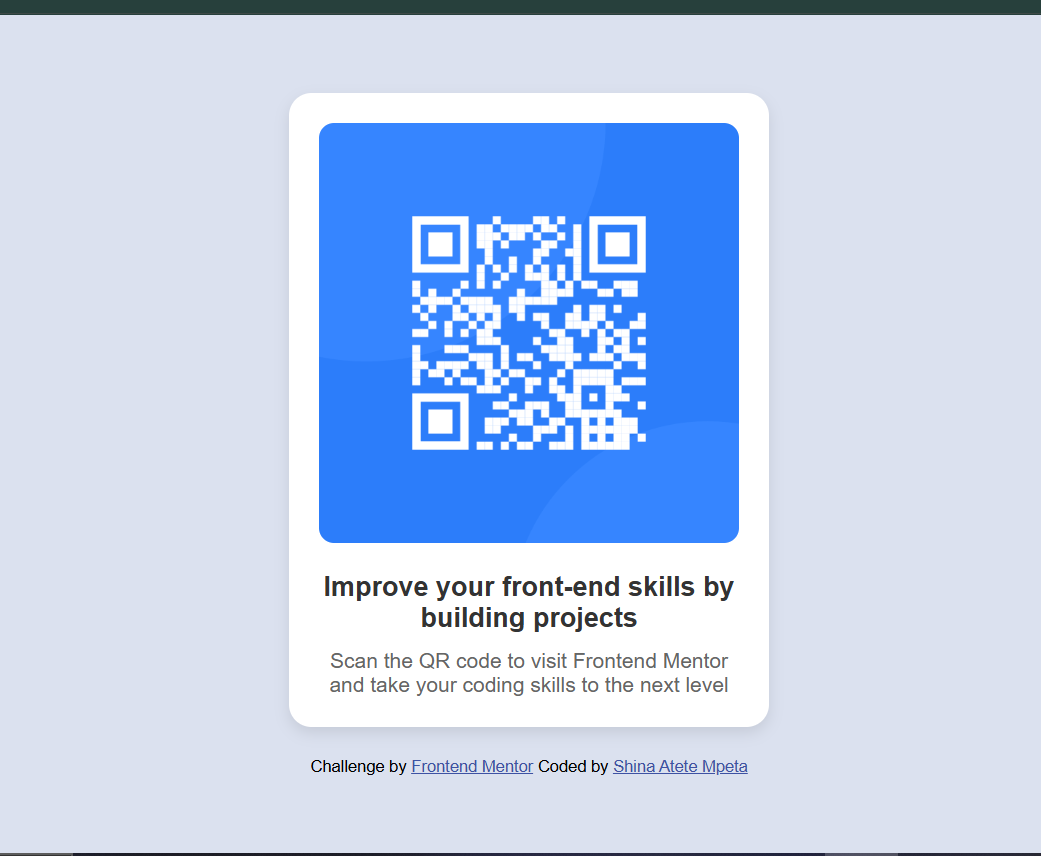 Improve your front-end skills by
building projects
Scan the QR code to visit Frontend Mentor
and take your coding skills to the next level
Challenge by Frontend Mentor Coded by Shina Atete Mpeta